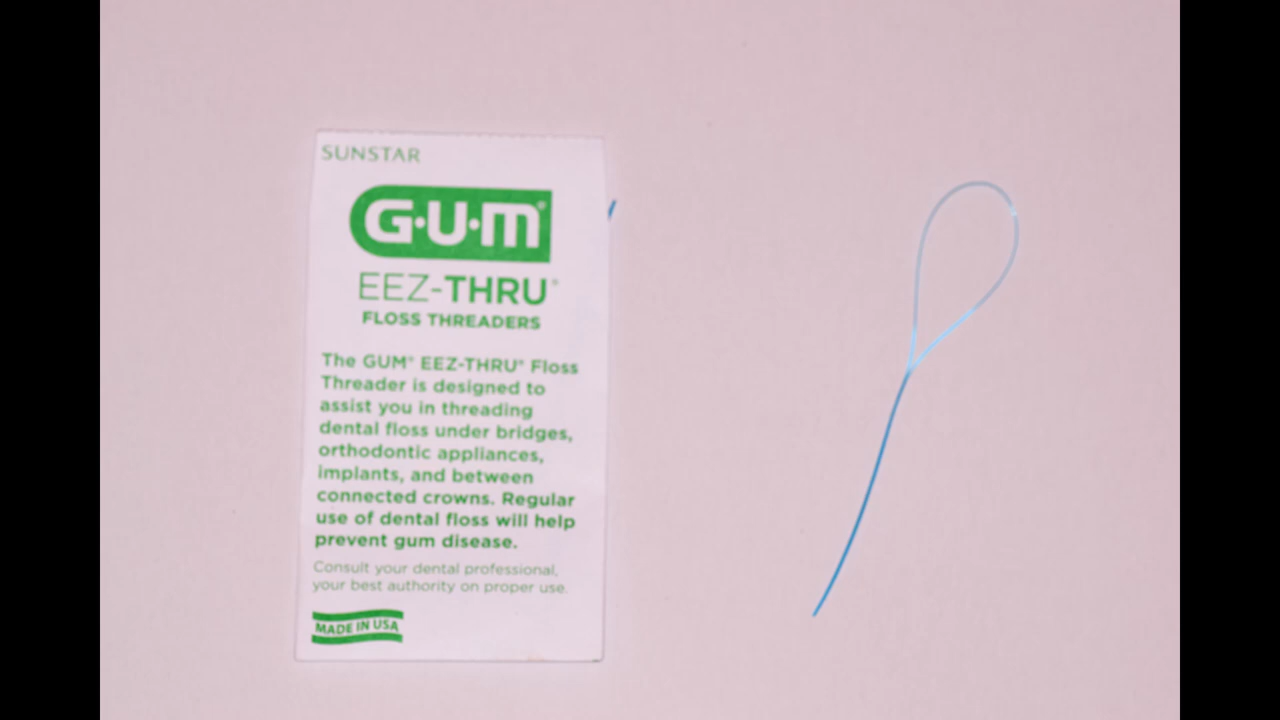 SUNSTAR
G·U·M®
EEZ-THRU®
FLOSS THREADERS
The GUM® EEZ-THRU® Floss
Threader is designed to
assist you in threading
dental floss under bridges,
orthodontic appliances,
implants, and between
connected crowns. Regular
use of dental floss will help
prevent gum disease.
Consult your dental professional,
your best authority on proper use.
MADE IN USA